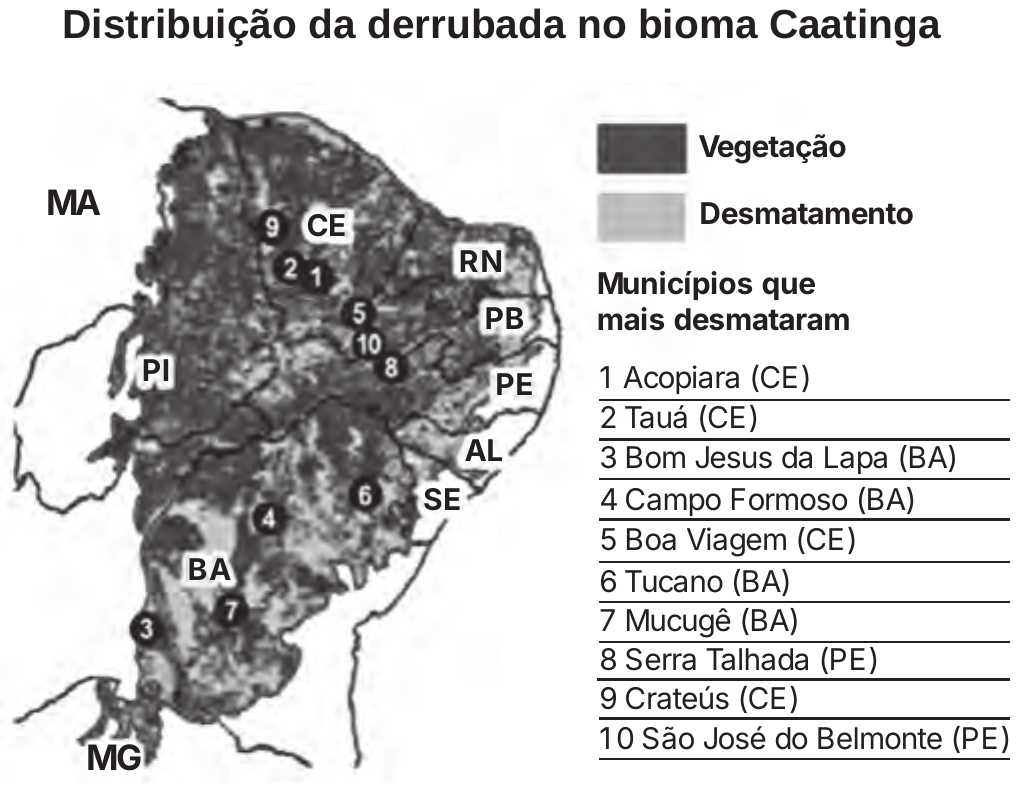 Distribuição da derrubada no bioma Caatinga
Vegetação
Desmatamento
MA
CE
9
2
1
RN
5
PB
10
8
PI
PE
AL
6
SE
4
BA
7
3
MG
Municípios que
mais desmataram
1 Acopiara (CE)
2 Tauá (CE)
3 Bom Jesus da Lapa (BA)
4 Campo Formoso (BA)
5 Boa Viagem (CE)
6 Tucano (BA)
7 Mucugê (BA)
8 Serra Talhada (PE)
9 Crateús (CE)
10 São José do Belmonte (PE)